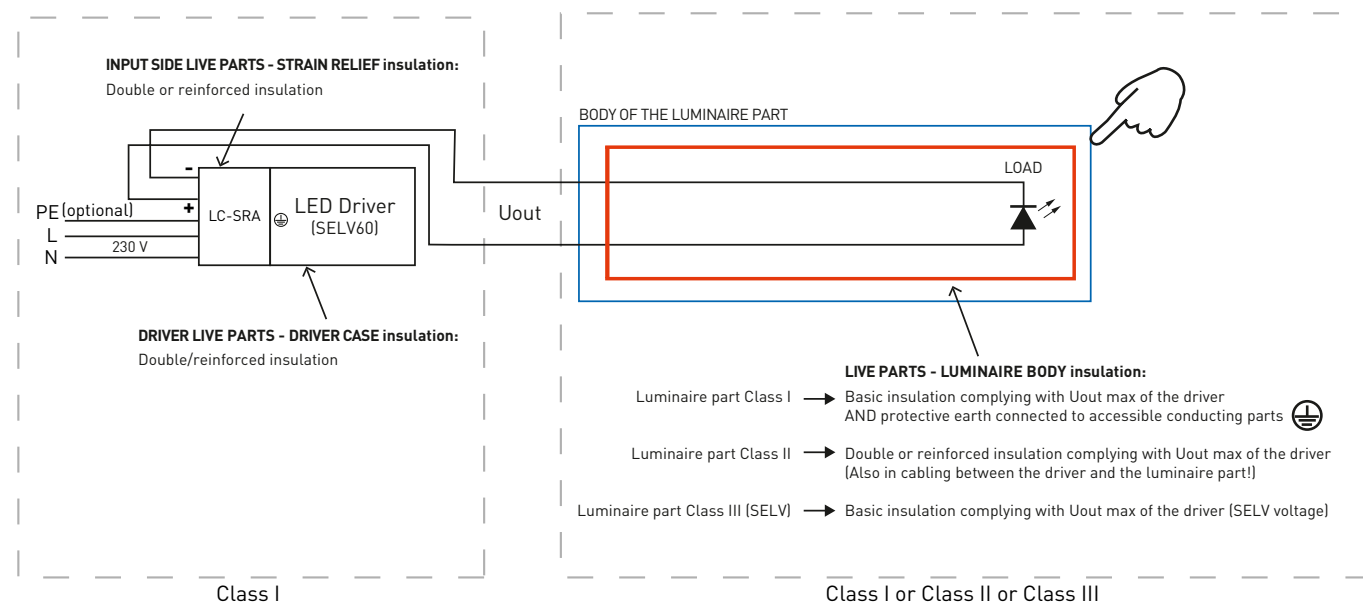 INPUT SIDE LIVE PARTS - STRAIN RELIEF insulation:
Double or reinforced insulation
BODY OF THE LUMINAIRE PART
LOAD
-
+
PE(optional)
L
N
230 V
LC-SRA
LED Driver
(SELV60)
Uout
DRIVER LIVE PARTS - DRIVER CASE insulation:
Double/reinforced insulation
LIVE PARTS - LUMINAIRE BODY insulation:
Luminaire part Class I
Basic insulation complying with Uout max of the driver
AND protective earth connected to accessible conducting parts
Luminaire part Class II
Double or reinforced insulation complying with Uout max of the driver
(Also in cabling between the driver and the luminaire part!)
Luminaire part Class III (SELV)
Basic insulation complying with Uout max of the driver (SELV voltage)
Class I
Class I or Class II or Class III